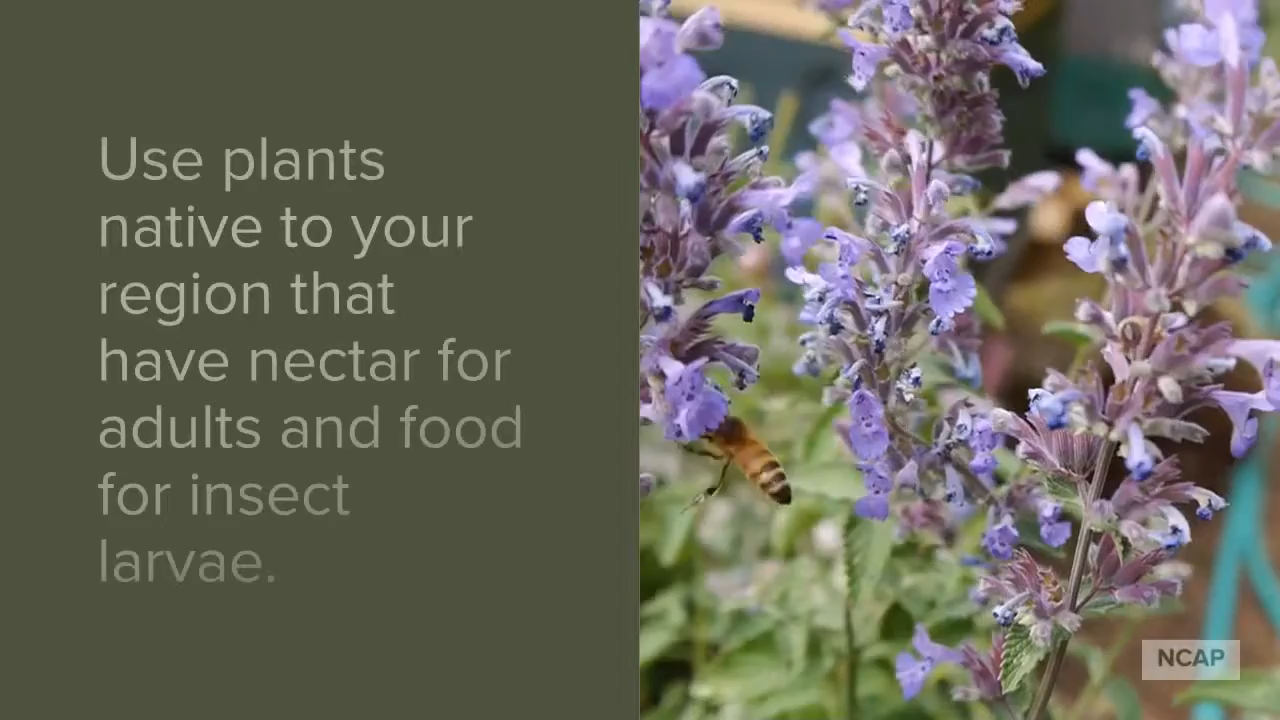 Use plants
native to your
region that
have nectar for
adults and food
for insect
larvae.
NCAP